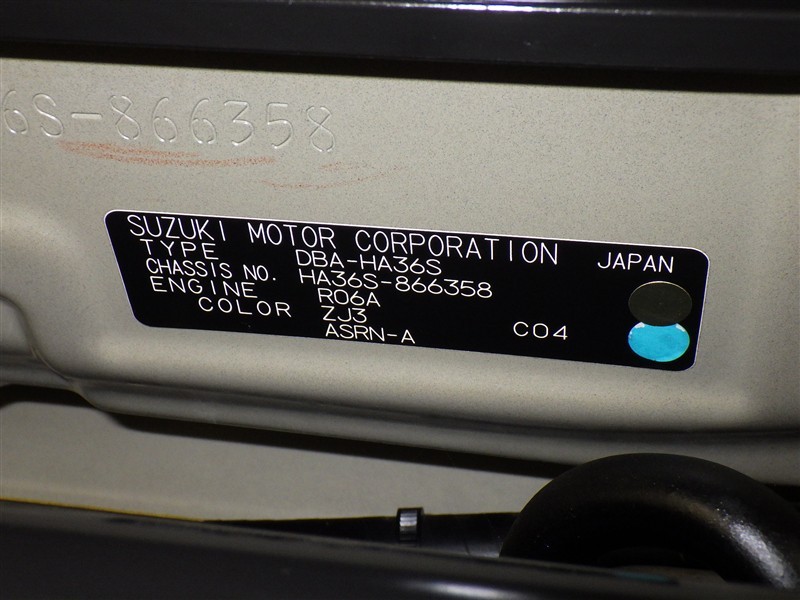 6S-866358
SUZUKI MOTOR CORPORATION JAPAN
TYPE DBA-HA36S
CHASSIS NO. HA36S-866358
ENGINE R06A
COLOR ZJ3
ASRN-A C04